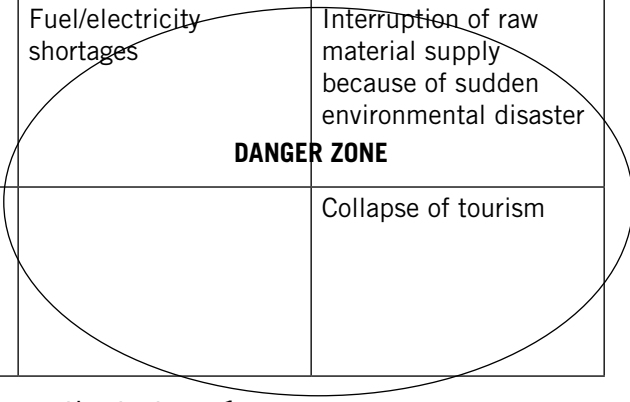 Fuel/electricity
shortages
Interruption of raw
material supply
because of sudden
environmental disaster
DANGER ZONE
Collapse of tourism